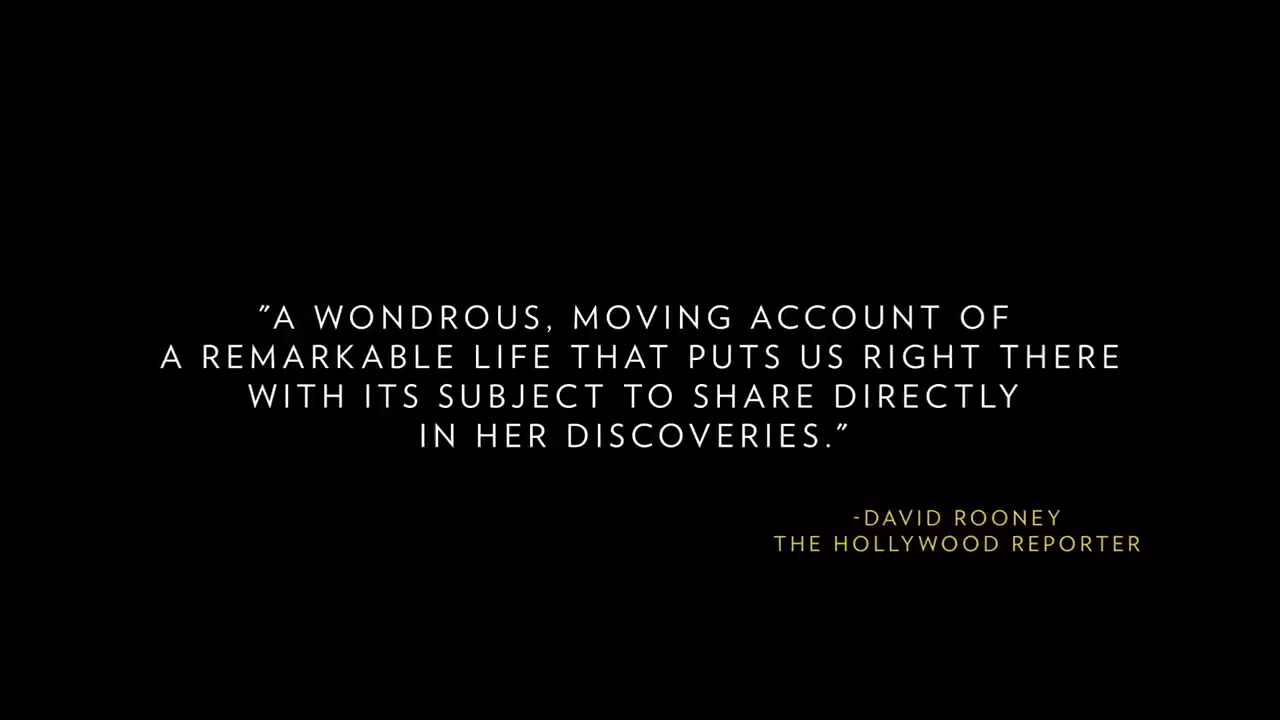 "A WONDROUS, MOVING ACCOUNT OF
A REMARKABLE LIFE THAT PUTS US RIGHT THERE
WITH ITS SUBJECT TO SHARE DIRECTLY
IN HER DISCOVERIES."
-DAVID ROONEY
THE HOLLYWOOD REPORTER